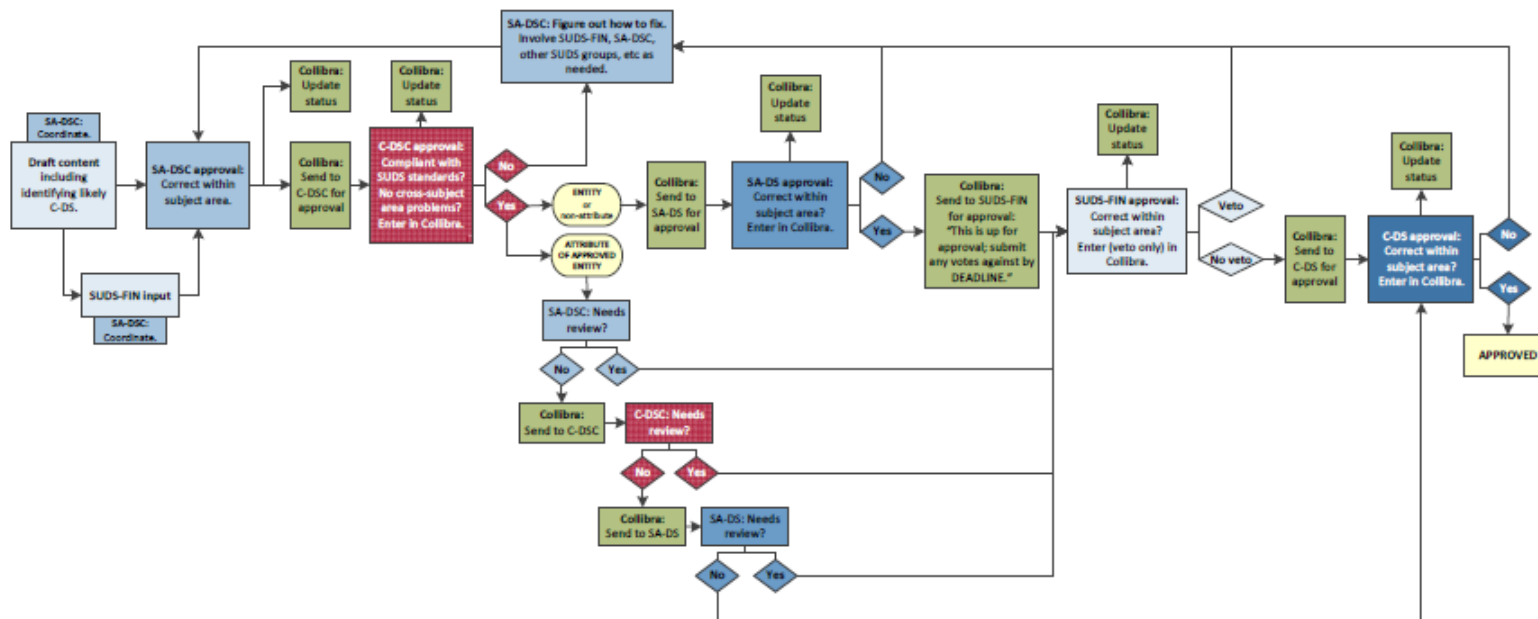 SA-DSC: Figure out how to fix.
Involve SUDS-FIN, SA-DSC,
other SUDS groups, etc as
needed.
Collibra:
Update
status
Collibra:
Update
status
Collibra:
Update
status
Collibra:
Update
status
Collibra:
Update
status
SA-DSC:
Coordinate.
Draft content
including
identifying likely
C-DS.
SA-DSC approval:
Correct within
subject area.
Collibra:
Send to
C-DSC for
approval
C-DSC approval:
Compliant with
SUDS standards?
No cross-subject
area problems?
Enter in Collibra.
No
Yes
ENTITY
or
non-attribute
ATTRIBUTE
OF APPROVED
ENTITY
Collibra:
Send to
SA-DS for
approval
SA-DS approval:
Correct within
subject area?
Enter in Collibra.
No
Yes
Collibra:
Send to SUDS-FIN
for approval:
“This is up for
approval; submit
any votes against by
DEADLINE.”
SUDS-FIN approval:
Correct within
subject area?
Enter (veto only) in
Collibra.
Veto
No veto
Collibra:
Send to
C-DS for
approval
C-DS approval:
Correct within
subject area?
Enter in Collibra.
No
Yes
APPROVED
SUDS-FIN input
SA-DSC:
Coordinate.
SA-DSC: Needs
review?
No
Yes
Collibra:
Send to C-DSC
C-DSC: Needs
review?
No
Yes
Collibra:
Send to SA-DS
SA-DS: Needs
review?
No
Yes